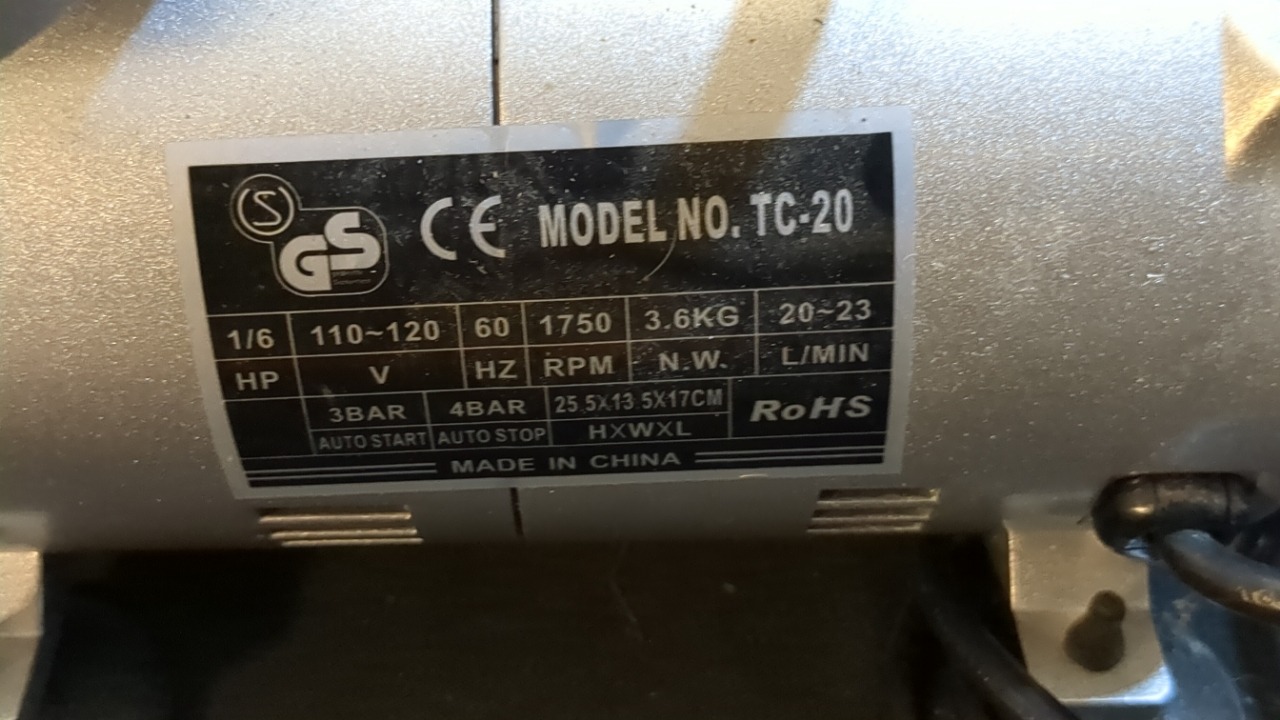 GS
CE MODEL NO. TC-20
1/6 110~120 60 1750 3.6KG 20~23
HP V HZ RPM N.W. L/MIN
3BAR 4BAR 25.5X13.5X17CM RoHS
AUTO START AUTO STOP HXWXL
MADE IN CHINA